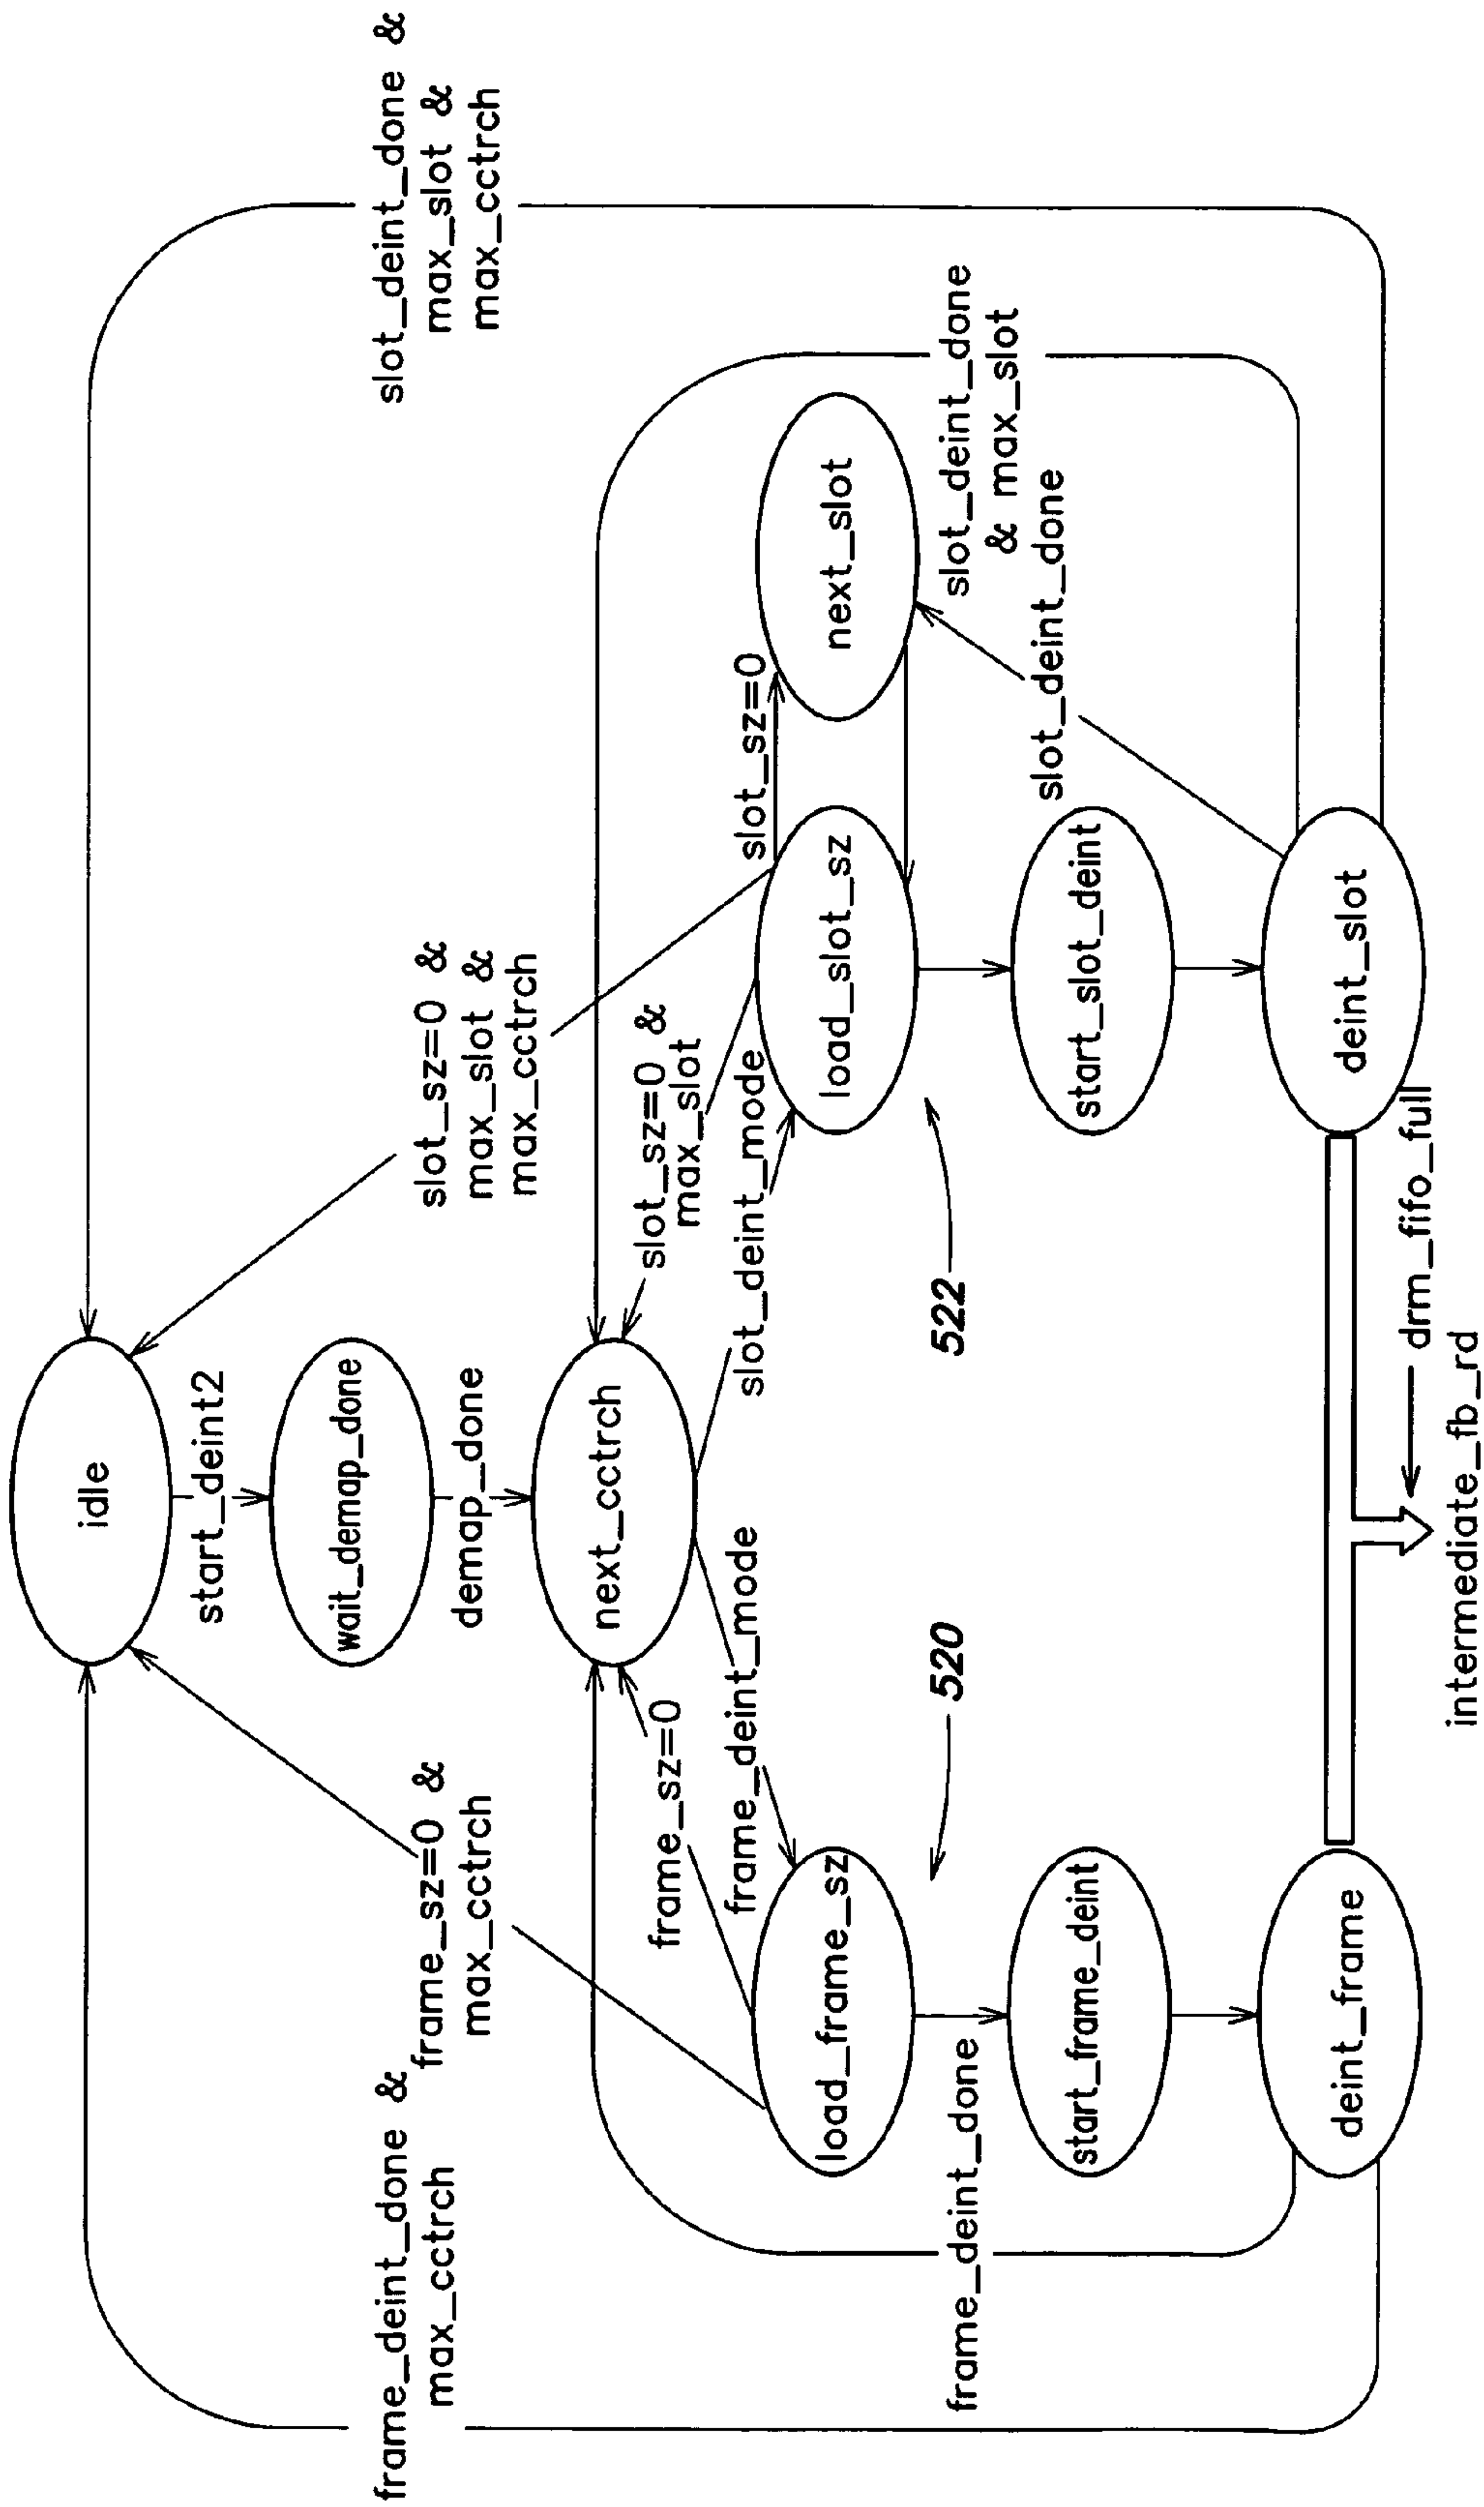 idle
start_deint2
wait_demap_done
demap_done
next_cctrch
frame_deint_done &
max_cctrch
frame_sz=0 &
max_cctrch
slot_sz=0 &
max_slot &
max_cctrch
slot_deint_done &
max_slot &
max_cctrch
frame_sz=0
frame_deint_mode
slot_sz=0 &
max_slot
slot_deint_mode
slot_sz=0
load_frame_sz
load_slot_sz
next_slot
frame_deint_done
520
522
slot_deint_done
& max_slot
slot_deint_done
start_frame_deint
start_slot_deint
deint_frame
deint_slot
drm_fifo_full
intermediate_fb_rd